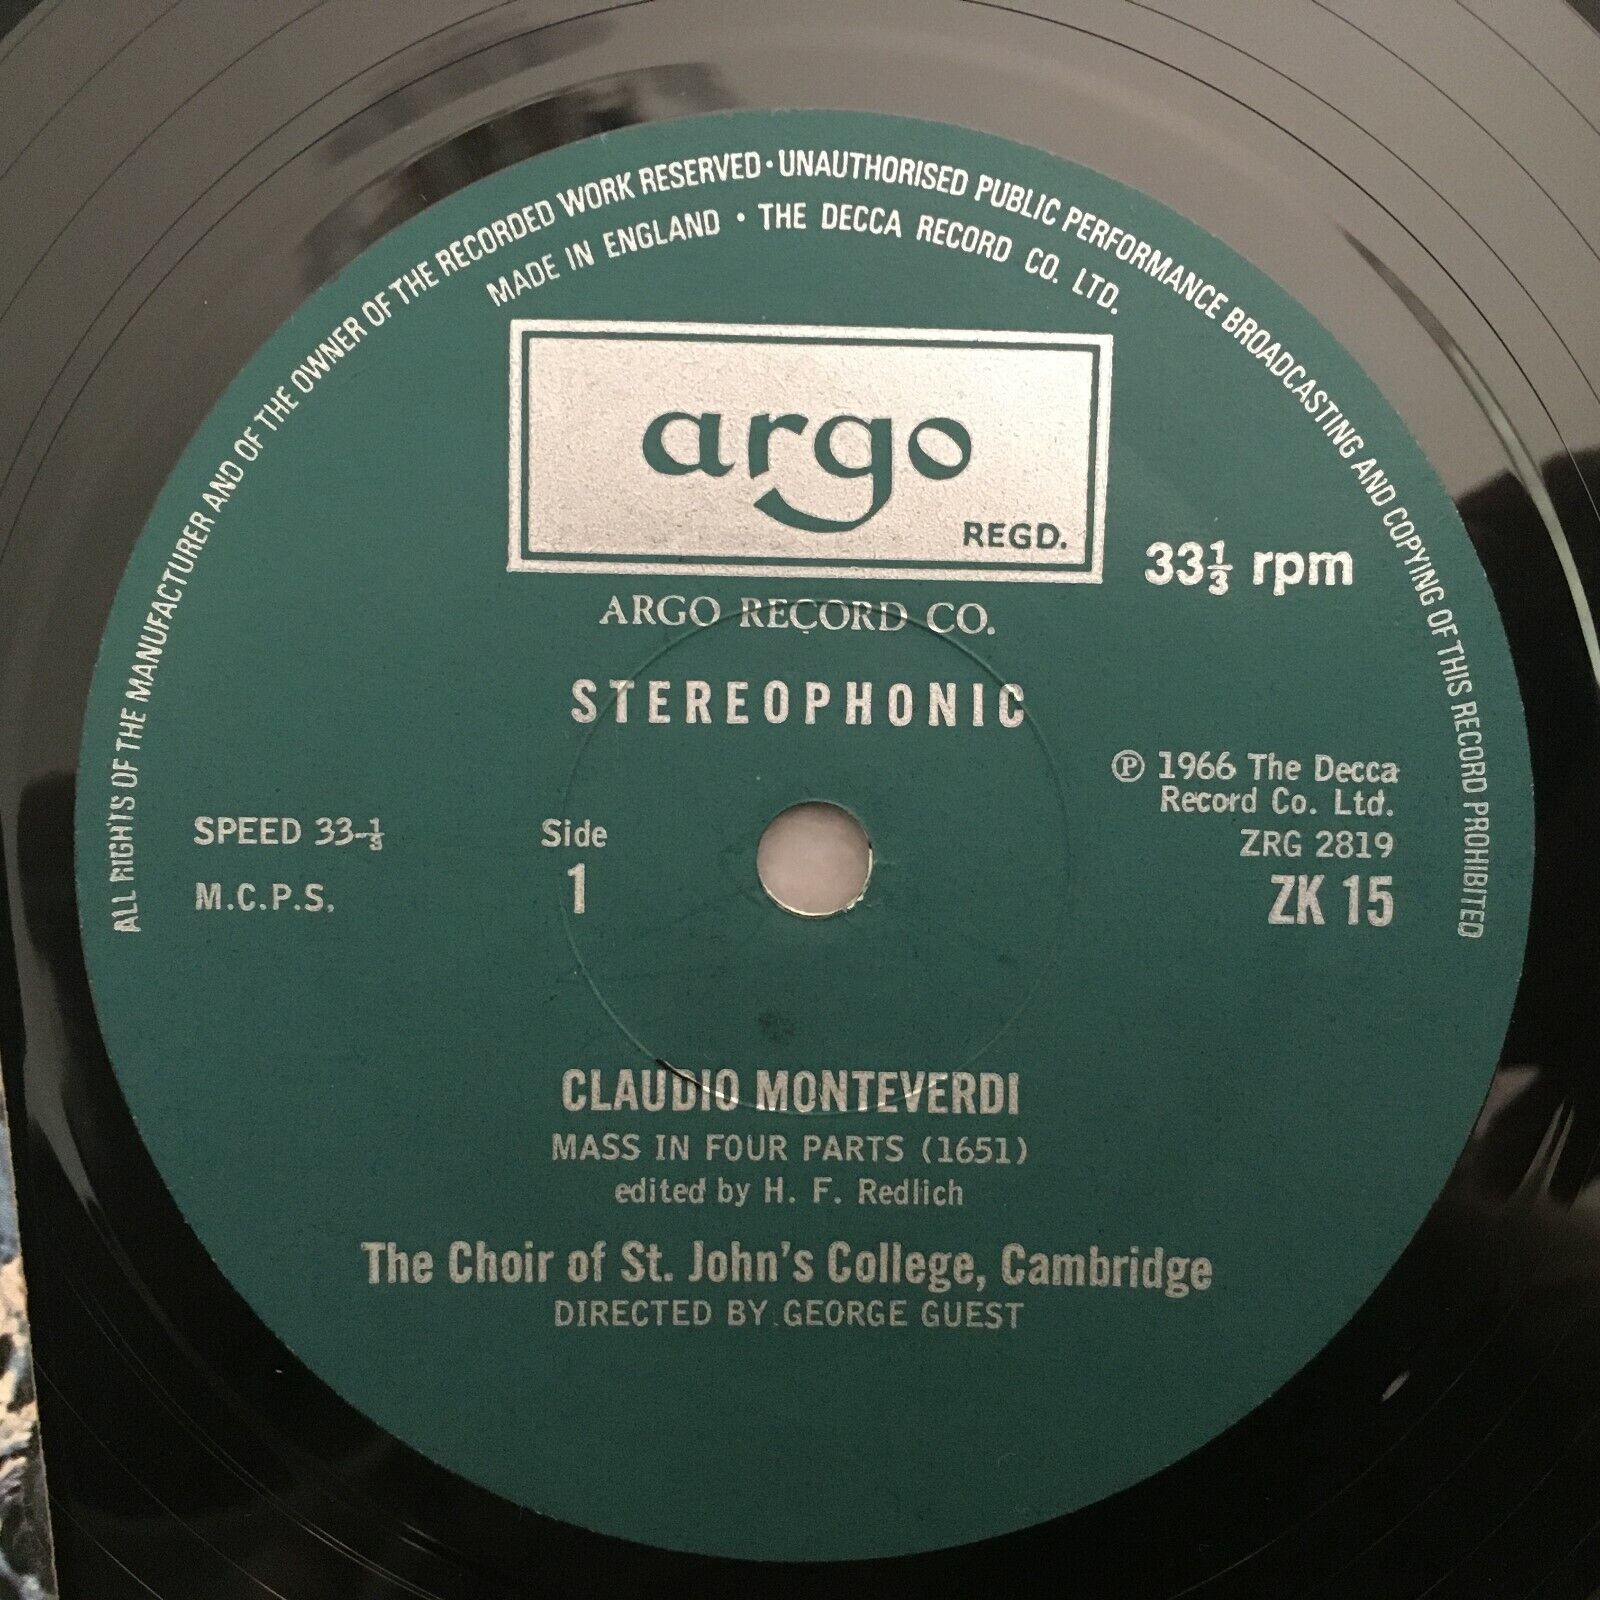 ALL RIGHTS OF THE MANUFACTURER AND OF THE OWNER OF THE RECORDED WORK RESERVED · UNAUTHORISED PUBLIC PERFORMANCE BROADCASTING AND COPYING OF THIS RECORD PROHIBITED
MADE IN ENGLAND · THE DECCA RECORD CO. LTD.
argo
REGD.
33⅓ rpm
ARGO RECORD CO.
STEREOPHONIC
Ⓟ 1966 The Decca
Record Co. Ltd.
SPEED 33-⅓
Side
ZRG 2819
M.C.P.S.
1
ZK 15
CLAUDIO MONTEVERDI
MASS IN FOUR PARTS (1651)
edited by H. F. Redlich
The Choir of St. John's College, Cambridge
DIRECTED BY GEORGE GUEST